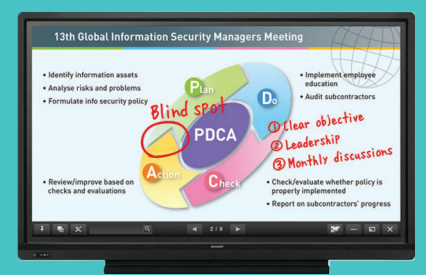 13th Global Information Security Managers Meeting
• Identify information assets
• Analyse risks and problems
• Formulate info security policy
Plan
Blind spot
Do
• Implement employee
education
• Audit subcontractors
PDCA
① Clear objective
② Leadership
③ Monthly discussions
Action
Check
• Review/improve based on
checks and evaluations
• Check/evaluate whether policy is
properly implemented
• Report on subcontractors' progress
2 / 8
SHARP